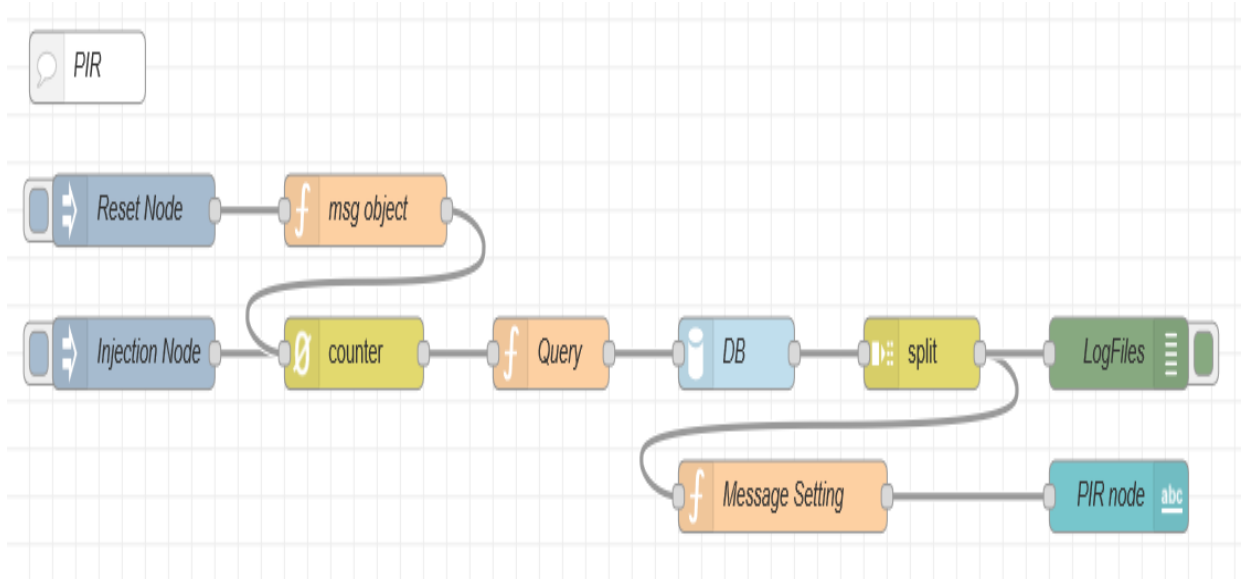 PIR
Reset Node
msg object
Injection Node
counter
Query
DB
split
LogFiles
Message Setting
PIR node
abc